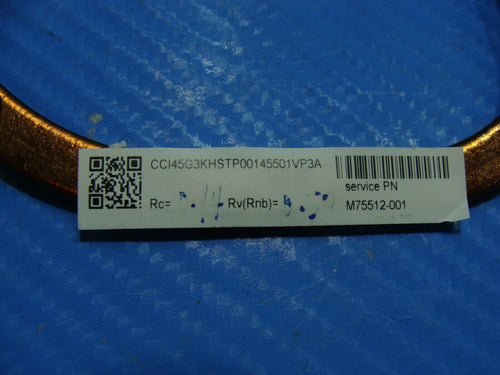 CCI45G3KHSTP00145501VP3A
service PN
Rc= Rv(Rnb)= M75512-001